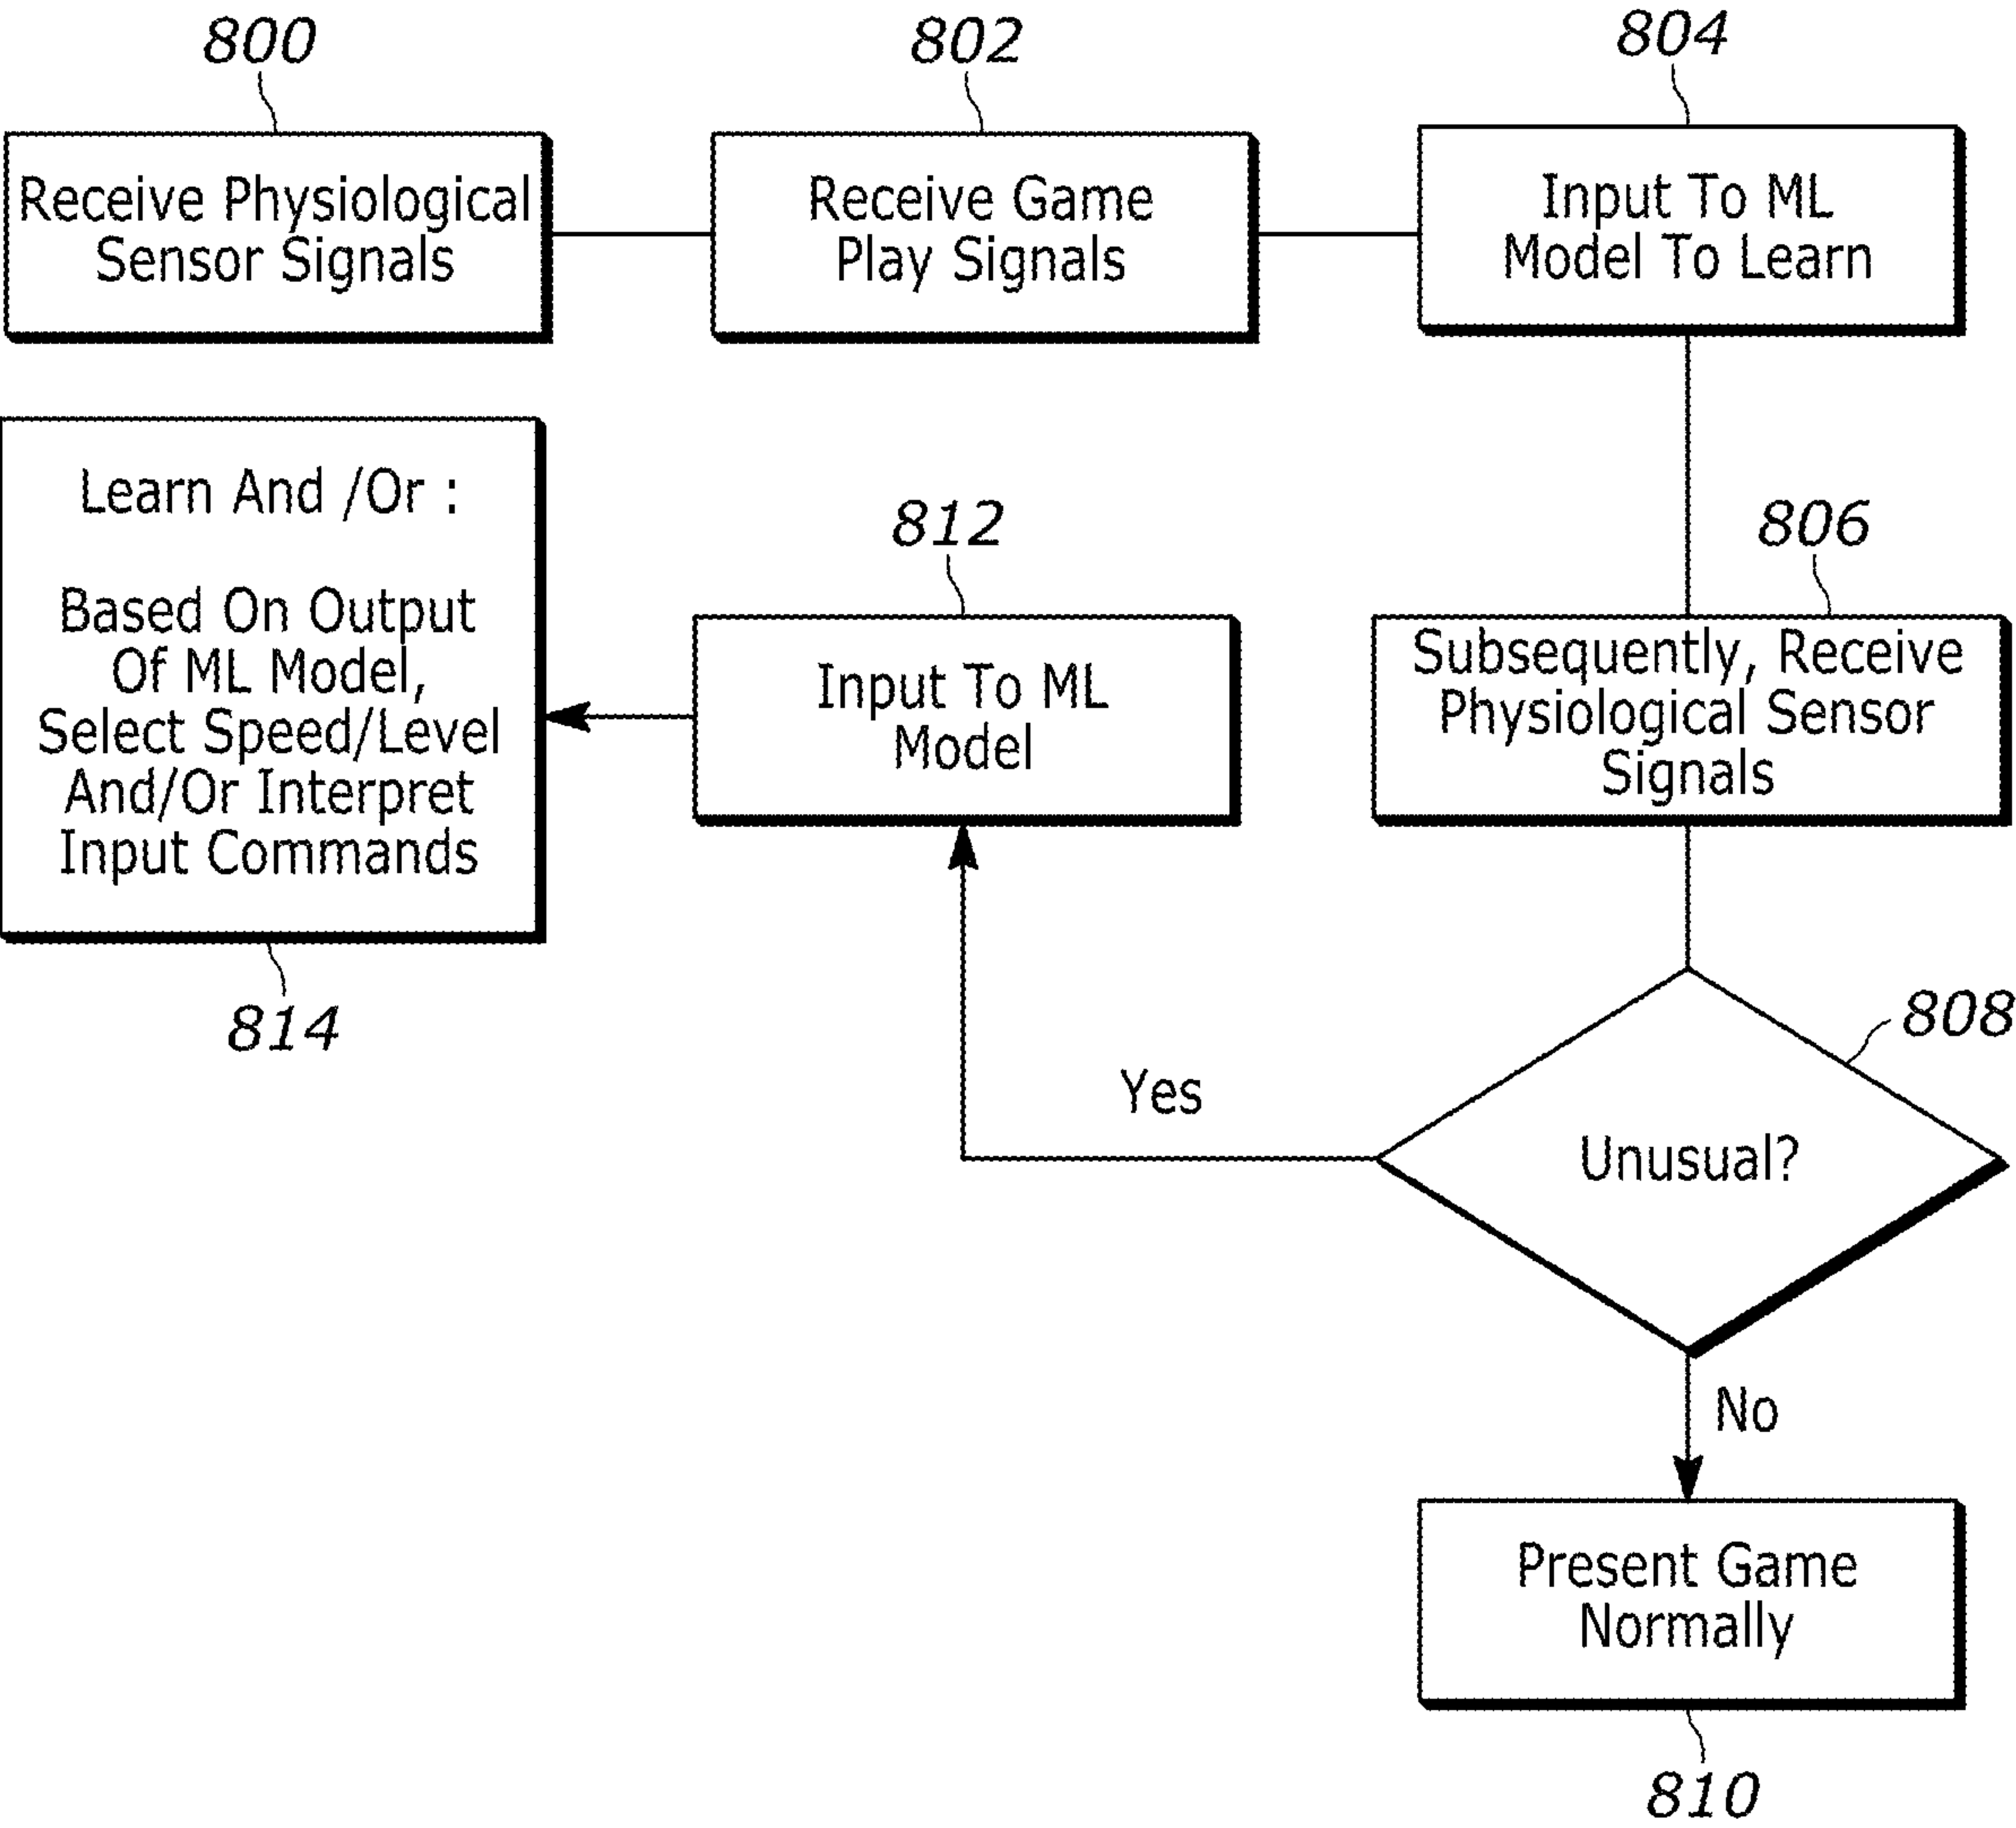 800
Receive Physiological
Sensor Signals
802
Receive Game
Play Signals
804
Input To ML
Model To Learn
806
Subsequently, Receive
Physiological Sensor
Signals
808
Unusual?
Yes
No
Present Game
Normally
810
812
Input To ML
Model
Learn And /Or :
Based On Output
Of ML Model,
Select Speed/Level
And/Or Interpret
Input Commands
814